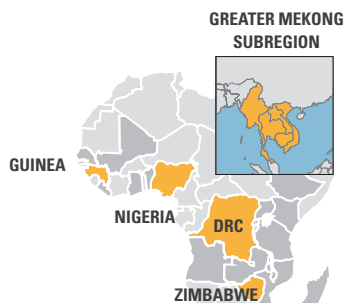 GREATER MEKONG
SUBREGION
GUINEA
NIGERIA
DRC
ZIMBABWE